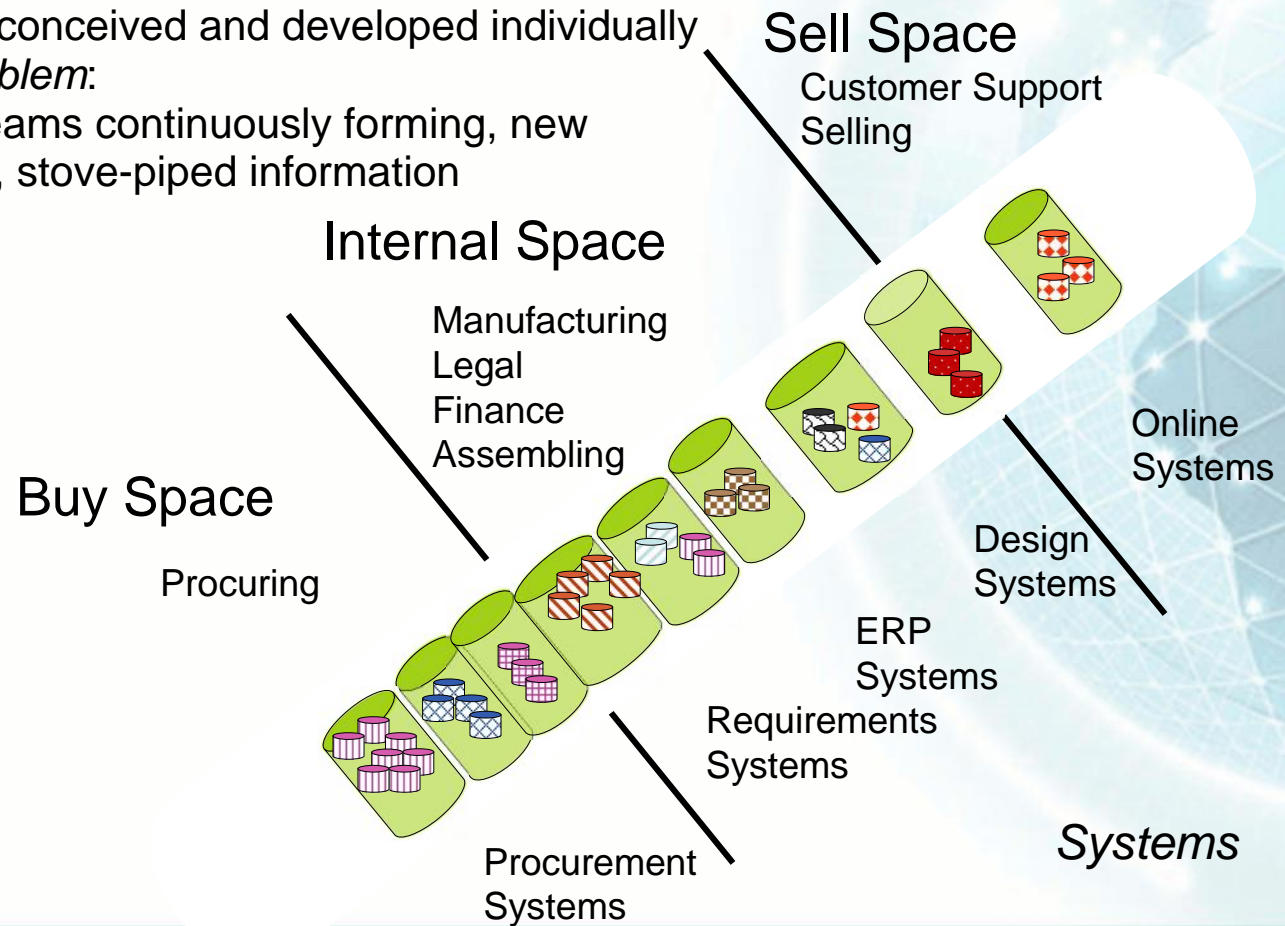 conceived and developed individually
blem:
eams continuously forming, new
, stove-piped information
Sell Space
Customer Support
Selling
Internal Space
Manufacturing
Legal
Finance
Assembling
Buy Space
Procuring
Online
Systems
Design
Systems
ERP
Systems
Requirements
Systems
Procurement
Systems
Systems